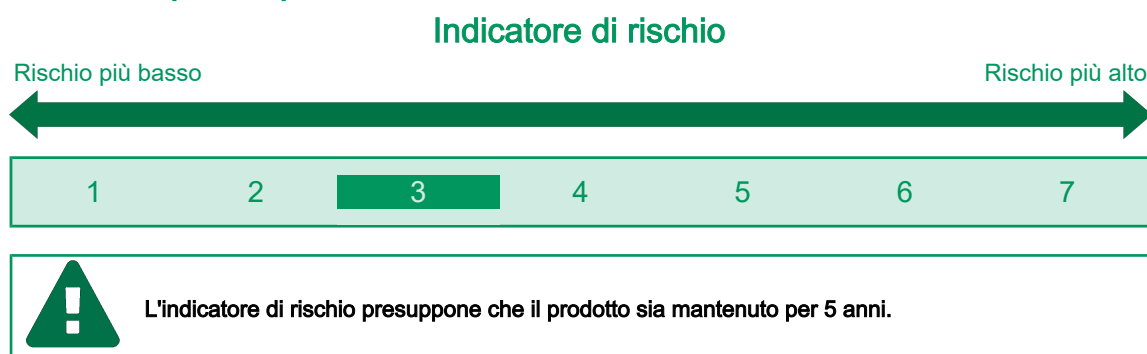 Indicatore di rischio
Rischio più basso Rischio più alto
1 2 3 4 5 6 7
L'indicatore di rischio presuppone che il prodotto sia mantenuto per 5 anni.